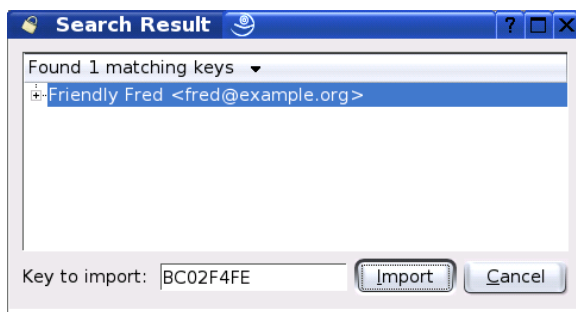 Search Result
Found 1 matching keys
Friendly Fred <fred@example.org>
Key to import: BC02F4FE Import Cancel